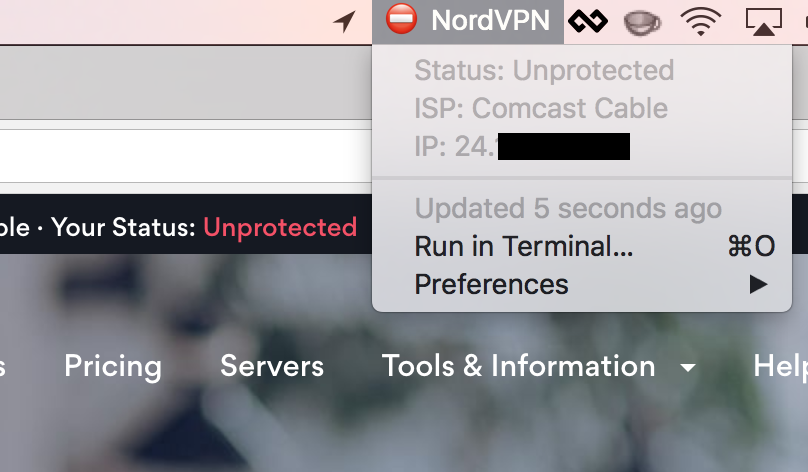 NordVPN
Status: Unprotected
ISP: Comcast Cable
IP: 24.
Updated 5 seconds ago
Run in Terminal... ⌘O
Preferences ▶
ble · Your Status: Unprotected
s Pricing Servers Tools & Information Help